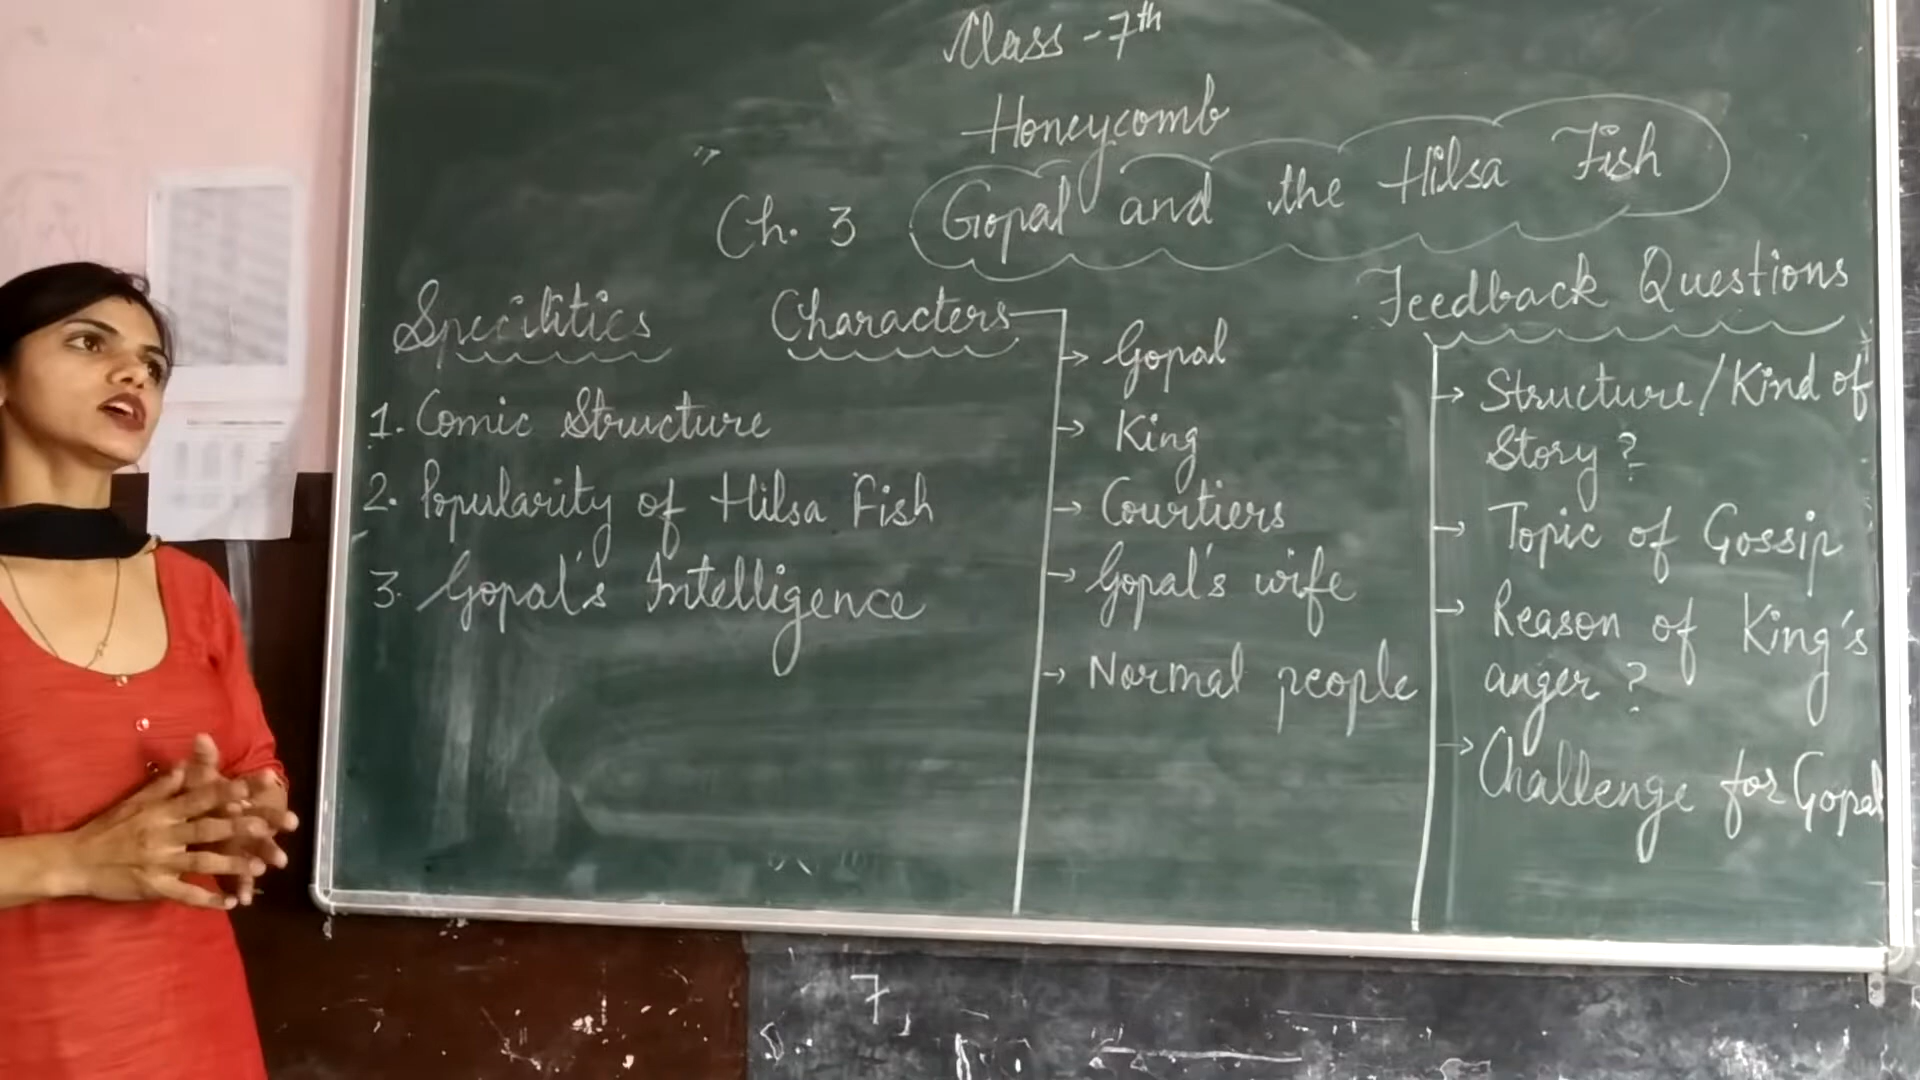 Class - 7th
Honeycomb
Ch. 3 Gopal and the Hilsa Fish
Specilities
1. Comic Structure
2. Popularity of Hilsa Fish
3. Gopal's Intelligence
Characters
→ Gopal
→ King
→ Courtiers
→ Gopal's wife
→ Normal people
Feedback Questions
→ Structure / Kind of
Story ?
→ Topic of Gossip
→ Reason of King's
anger ?
→ Challenge for Gopal
7